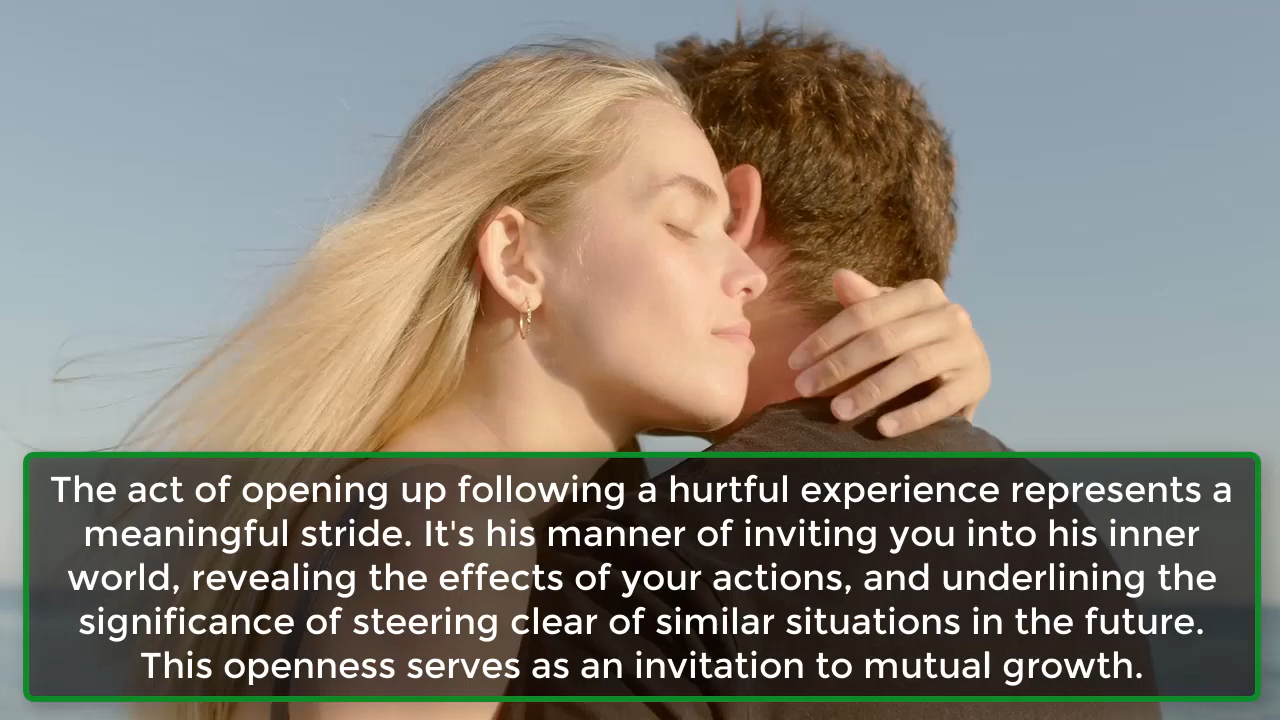 The act of opening up following a hurtful experience represents a
meaningful stride. It's his manner of inviting you into his inner
world, revealing the effects of your actions, and underlining the
significance of steering clear of similar situations in the future.
This openness serves as an invitation to mutual growth.